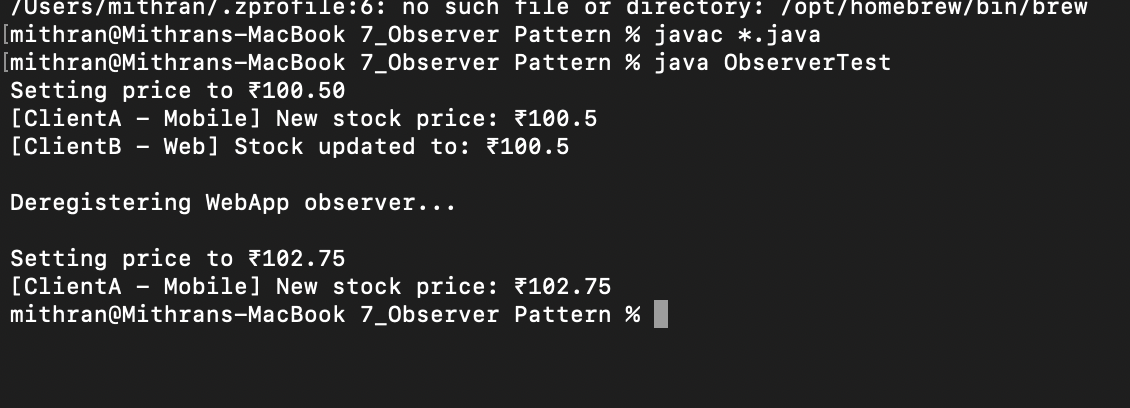 /Users/mithran/.zprofile:6: no such file or directory: /opt/homebrew/bin/brew
[mithran@Mithrans-MacBook 7_Observer Pattern % javac *.java
[mithran@Mithrans-MacBook 7_Observer Pattern % java ObserverTest
Setting price to ₹100.50
[ClientA - Mobile] New stock price: ₹100.5
[ClientB - Web] Stock updated to: ₹100.5
Deregistering WebApp observer...
Setting price to ₹102.75
[ClientA - Mobile] New stock price: ₹102.75
mithran@Mithrans-MacBook 7_Observer Pattern %